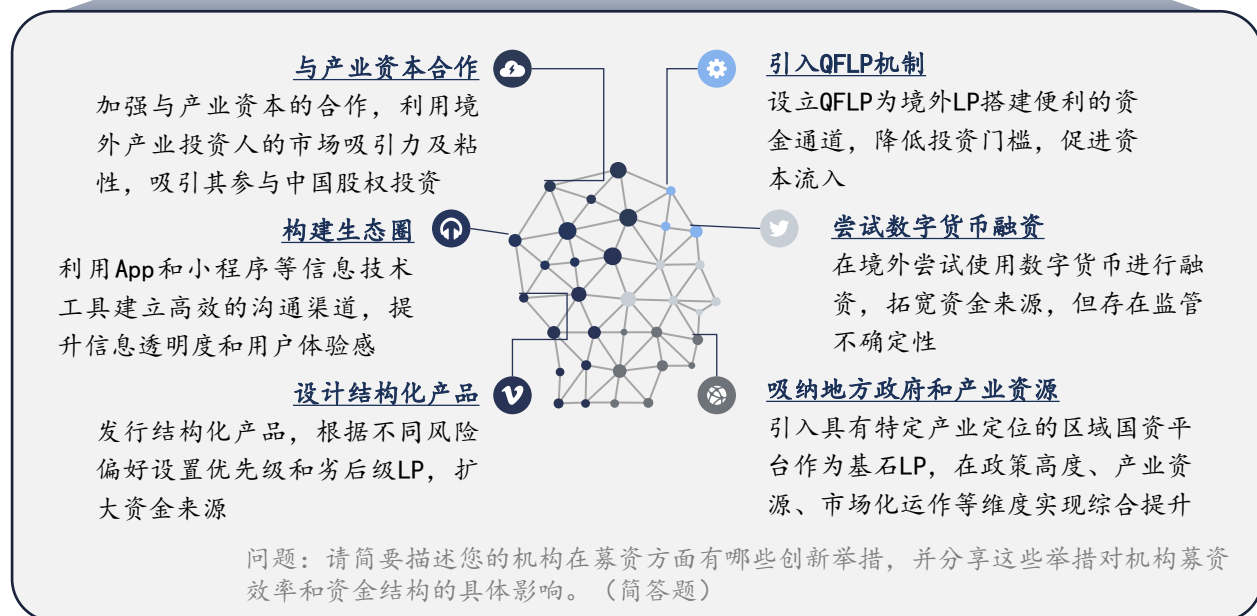 与产业资本合作
加强与产业资本的合作，利用境
外产业投资人的市场吸引力及粘
性，吸引其参与中国股权投资
构建生态圈
利用App和小程序等信息技术
工具建立高效的沟通渠道，提
升信息透明度和用户体验感
设计结构化产品
发行结构化产品，根据不同风险
偏好设置优先级和劣后级LP，扩
大资金来源
引入QFLP机制
设立QFLP为境外LP搭建便利的资
金通道，降低投资门槛，促进资
本流入
尝试数字货币融资
在境外尝试使用数字货币进行融
资，拓宽资金来源，但存在监管
不确定性
吸纳地方政府和产业资源
引入具有特定产业定位的区域国资平
台作为基石LP，在政策高度、产业资
源、市场化运作等维度实现综合提升
问题：请简要描述您的机构在募资方面有哪些创新举措，并分享这些举措对机构募资
效率和资金结构的具体影响。（简答题）